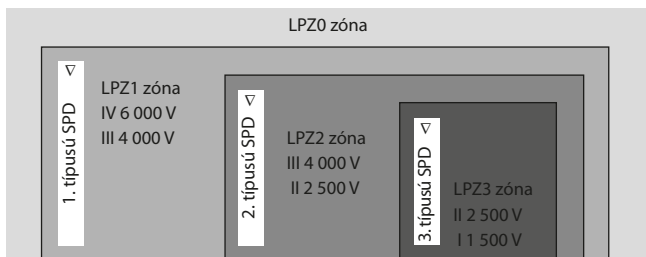 LPZ0 zóna
1. típusú SPD
LPZ1 zóna
IV 6 000 V
III 4 000 V
2. típusú SPD
LPZ2 zóna
III 4 000 V
II 2 500 V
3. típusú SPD
LPZ3 zóna
II 2 500 V
I 1 500 V